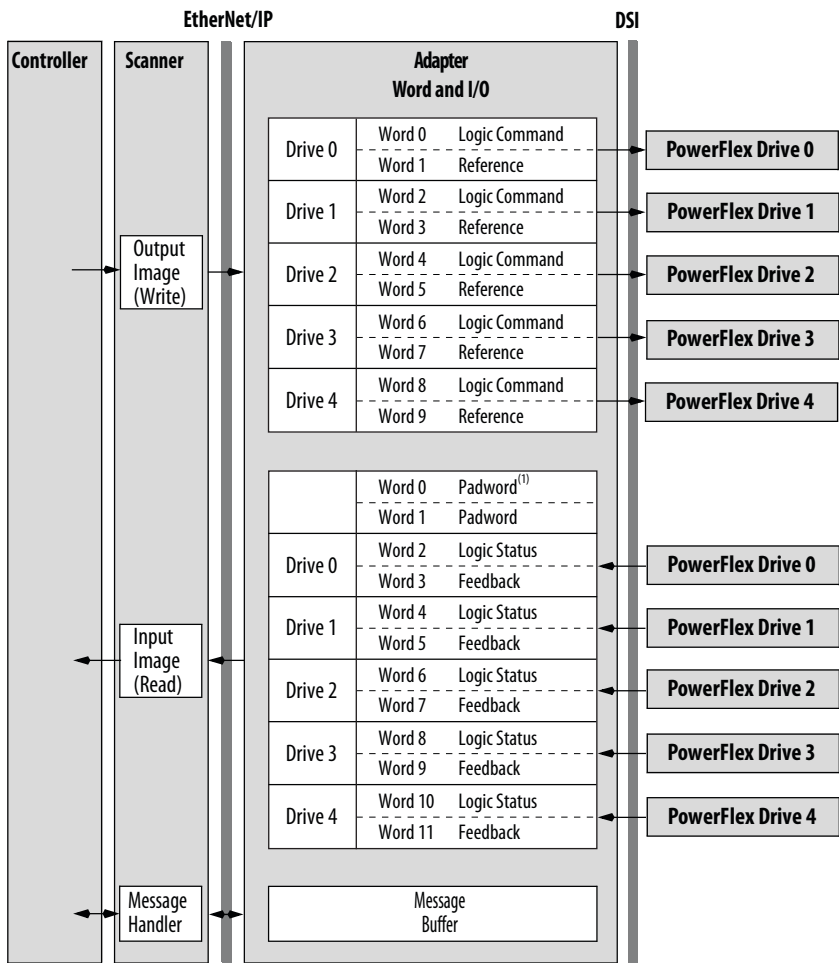 EtherNet/IP DSI
Controller Scanner Adapter
Word and I/O
Drive 0 Word 0 Logic Command
Word 1 Reference
PowerFlex Drive 0
Drive 1 Word 2 Logic Command
Word 3 Reference
PowerFlex Drive 1
Output
Image
(Write)
Drive 2 Word 4 Logic Command
Word 5 Reference
PowerFlex Drive 2
Drive 3 Word 6 Logic Command
Word 7 Reference
PowerFlex Drive 3
Drive 4 Word 8 Logic Command
Word 9 Reference
PowerFlex Drive 4
Word 0 Padword(1)
Word 1 Padword
Drive 0 Word 2 Logic Status
Word 3 Feedback
PowerFlex Drive 0
Drive 1 Word 4 Logic Status
Word 5 Feedback
PowerFlex Drive 1
Input
Image
(Read)
Drive 2 Word 6 Logic Status
Word 7 Feedback
PowerFlex Drive 2
Drive 3 Word 8 Logic Status
Word 9 Feedback
PowerFlex Drive 3
Drive 4 Word 10 Logic Status
Word 11 Feedback
PowerFlex Drive 4
Message
Handler
Message
Buffer